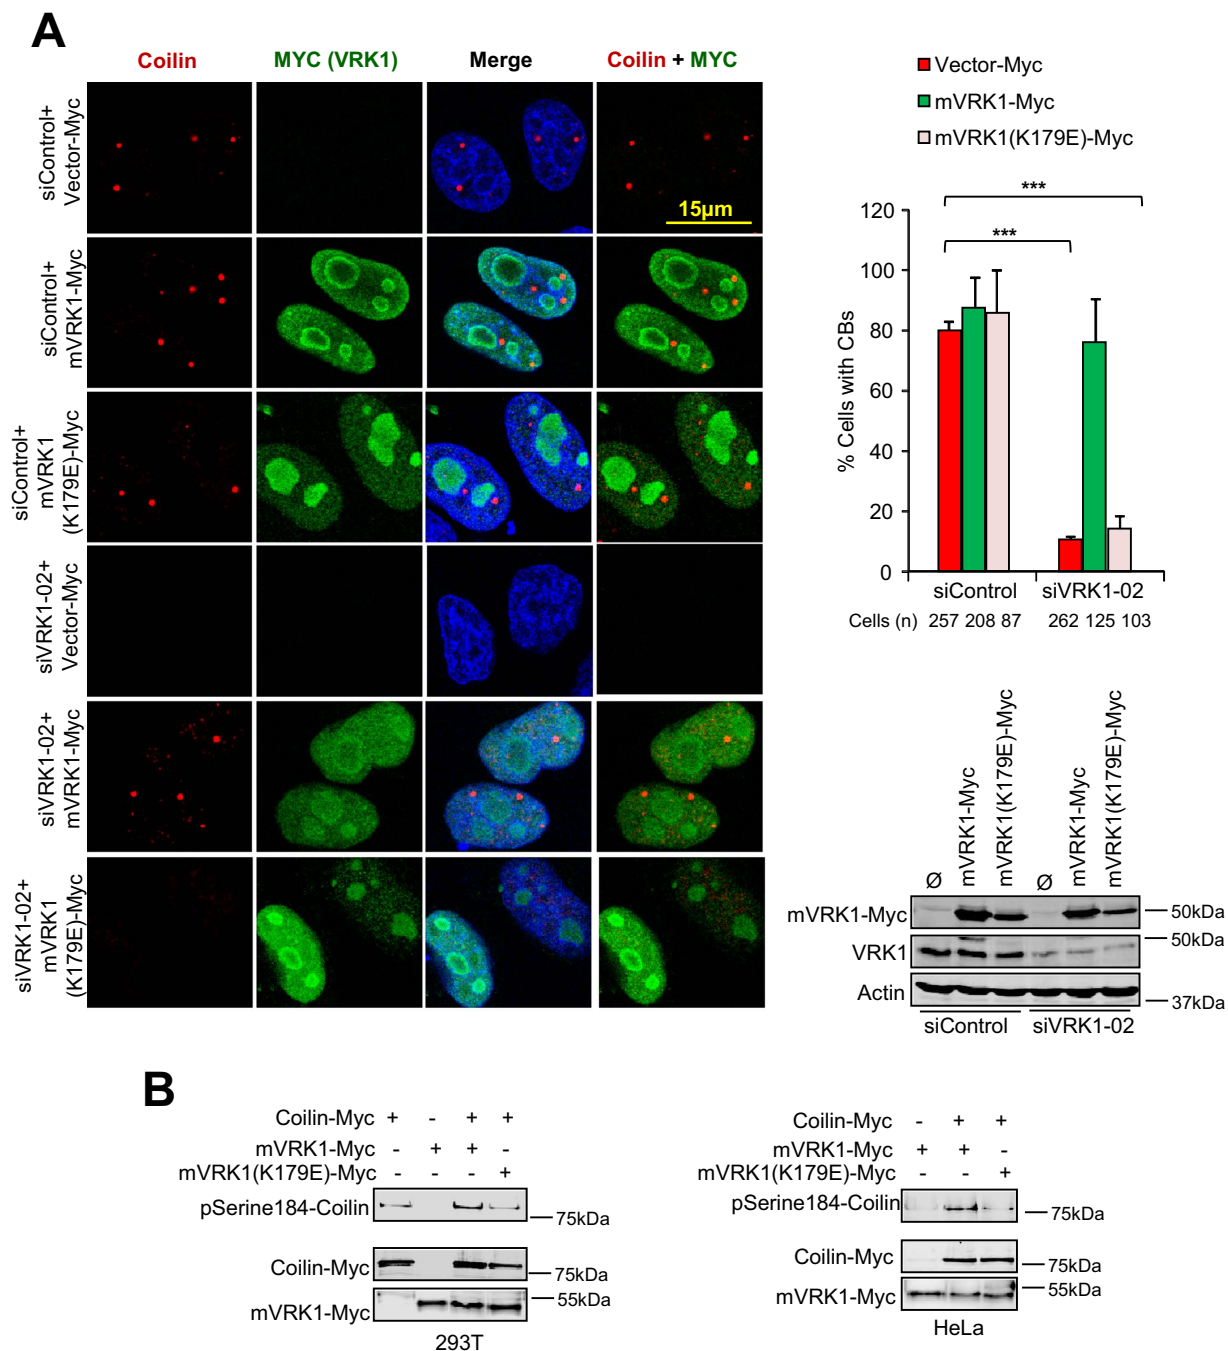 A
Coilin
MYC (VRK1)
Merge
Coilin + MYC
siControl+
Vector-Myc
15µm
siControl+
mVRK1-Myc
siControl+
mVRK1
(K179E)-Myc
siVRK1-02+
Vector-Myc
siVRK1-02+
mVRK1-Myc
siVRK1-02+
mVRK1
(K179E)-Myc
Vector-Myc
mVRK1-Myc
mVRK1(K179E)-Myc
***
***
% Cells with CBs
120
100
80
60
40
20
0
siControl siVRK1-02
Cells (n) 257 208 87 262 125 103
Ø mVRK1-Myc mVRK1(K179E)-Myc Ø mVRK1-Myc mVRK1(K179E)-Myc
mVRK1-Myc 50kDa
50kDa
VRK1
Actin
37kDa
siControl siVRK1-02
B
Coilin-Myc + - + +
mVRK1-Myc - + + -
mVRK1(K179E)-Myc - - - +
pSerine184-Coilin
75kDa
Coilin-Myc
75kDa
55kDa
mVRK1-Myc
293T
Coilin-Myc - + +
mVRK1-Myc + + -
mVRK1(K179E)-Myc - - +
pSerine184-Coilin
75kDa
Coilin-Myc
75kDa
55kDa
mVRK1-Myc
HeLa